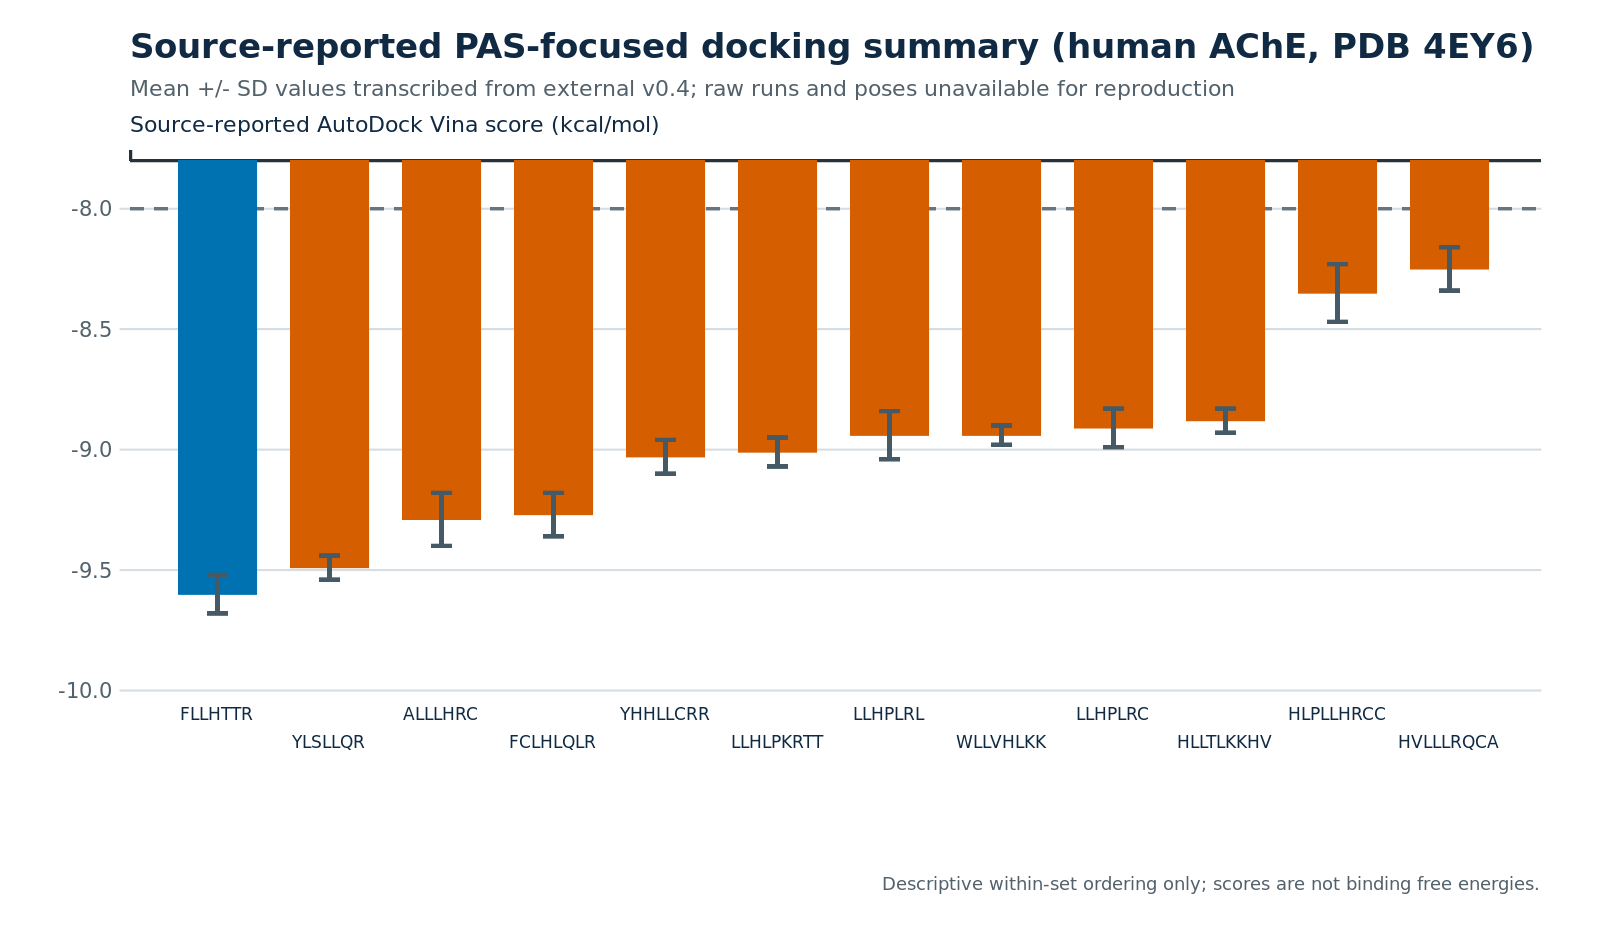 Source-reported PAS-focused docking summary (human AChE, PDB 4EY6)
Mean +/- SD values transcribed from external v0.4; raw runs and poses unavailable for reproduction
Source-reported AutoDock Vina score (kcal/mol)
-8.0
-8.5
-9.0
-9.5
-10.0
FLLHTTR ALLLHRC YHHLLCRR LLHPLRL LLHPLRC HLPLLHRCC
YLSLLQR FCLHLQLR LLHLPKRTT WLLVHLKK HLLTLKKHV HVLLLRQCA
Descriptive within-set ordering only; scores are not binding free energies.